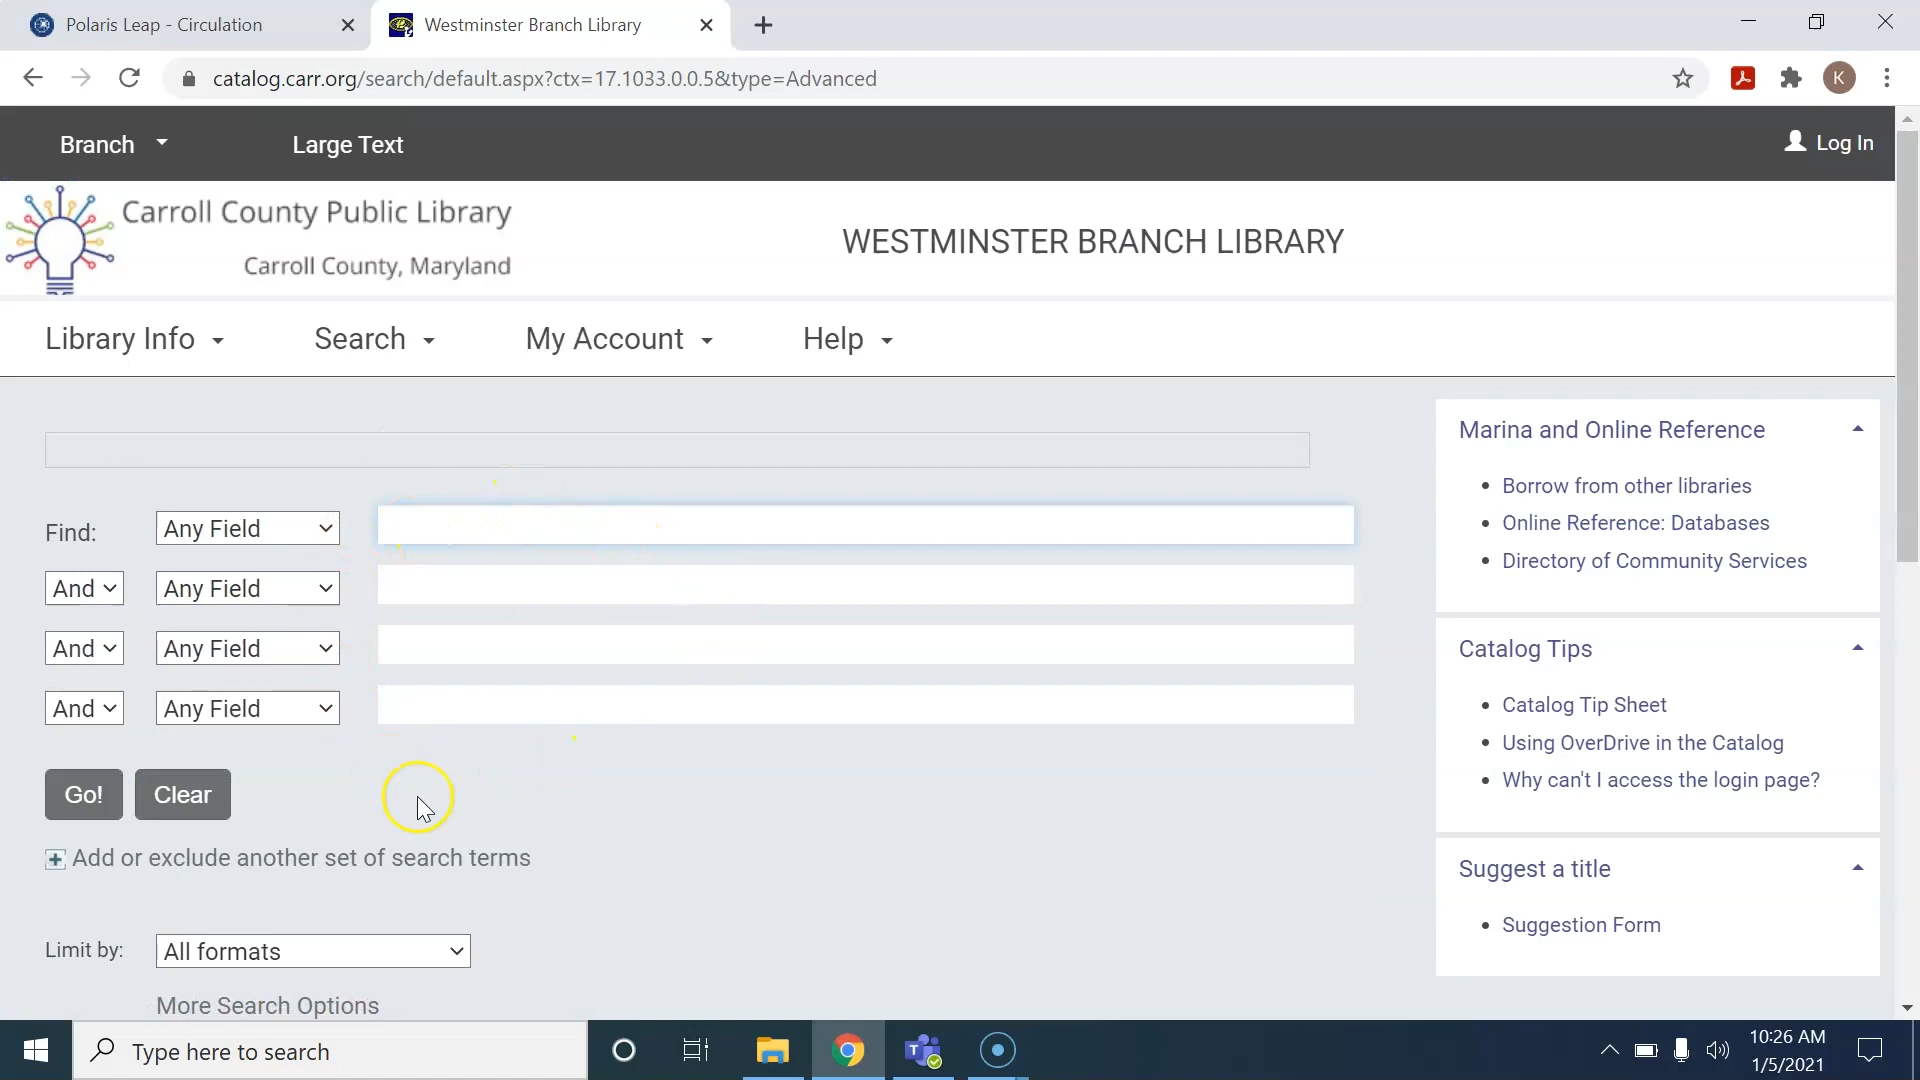 Polaris Leap - Circulation
Westminster Branch Library
catalog.carr.org/search/default.aspx?ctx=17.1033.0.0.5&type=Advanced
K
Branch
Large Text
Log In
Carroll County Public Library
Carroll County, Maryland
WESTMINSTER BRANCH LIBRARY
Library Info
Search
My Account
Help
Find:
Any Field
And
Any Field
And
Any Field
And
Any Field
Go!
Clear
Add or exclude another set of search terms
Limit by:
All formats
More Search Options
Marina and Online Reference
Borrow from other libraries
Online Reference: Databases
Directory of Community Services
Catalog Tips
Catalog Tip Sheet
Using OverDrive in the Catalog
Why can't I access the login page?
Suggest a title
Suggestion Form
Type here to search
10:26 AM
1/5/2021